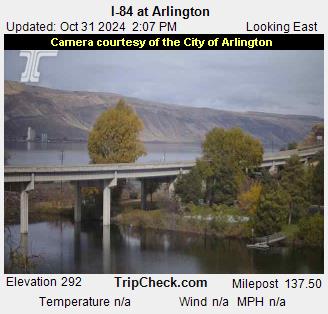 I-84 at Arlington
Updated: Oct 31 2024 2:07 PM Looking East
Camera courtesy of the City of Arlington
Elevation 292 TripCheck.com Milepost 137.50
Temperature n/a Wind n/a MPH n/a